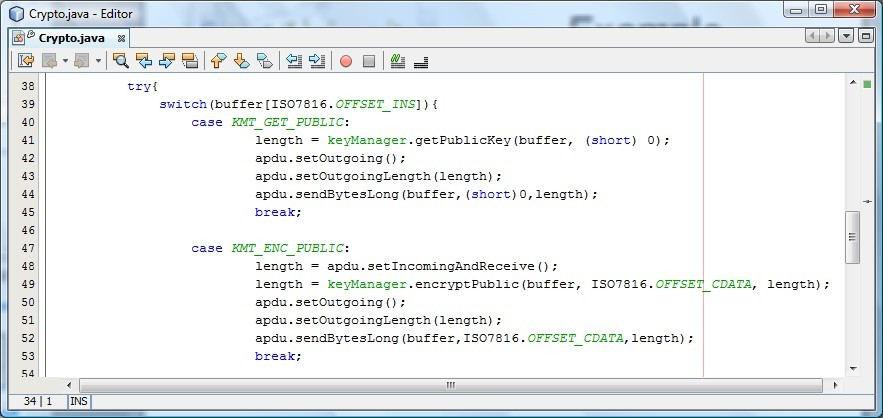 Crypto.java - Editor
Crypto.java
38 try{
39 switch(buffer[ISO7816.OFFSET_INS]){
40 case KMT_GET_PUBLIC:
41 length = keyManager.getPublicKey(buffer, (short) 0);
42 apdu.setOutgoing();
43 apdu.setOutgoingLength(length);
44 apdu.sendBytesLong(buffer,(short)0,length);
45 break;
46
47 case KMT_ENC_PUBLIC:
48 length = apdu.setIncomingAndReceive();
49 length = keyManager.encryptPublic(buffer, ISO7816.OFFSET_CDATA, length);
50 apdu.setOutgoing();
51 apdu.setOutgoingLength(length);
52 apdu.sendBytesLong(buffer,ISO7816.OFFSET_CDATA,length);
53 break;
54
34 | 1 INS